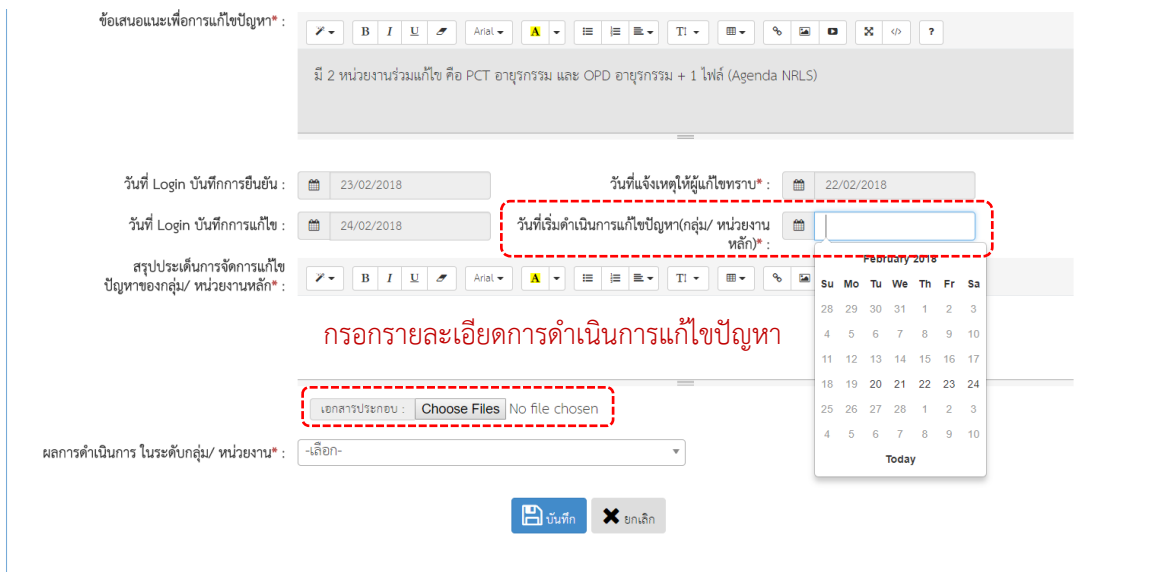 ข้อเสนอแนะเพื่อการแก้ไขปัญหา* :
B I U Arial A T! </> ?
มี 2 หน่วยงานร่วมแก้ไข คือ PCT อายุรกรรม และ OPD อายุรกรรม + 1 ไฟล์ (Agenda NRLS)
วันที่ Login บันทึกการยืนยัน : 23/02/2018 วันที่แจ้งเหตุให้ผู้แก้ไขทราบ* : 22/02/2018
วันที่ Login บันทึกการแก้ไข : 24/02/2018 วันที่เริ่มดำเนินการแก้ไขปัญหา(กลุ่ม/ หน่วยงาน
หลัก)* :
สรุปประเด็นการจัดการแก้ไข
ปัญหาของกลุ่ม/ หน่วยงานหลัก* :
B I U Arial A T!
February 2018
Su Mo Tu We Th Fr Sa
28 29 30 31 1 2 3
4 5 6 7 8 9 10
11 12 13 14 15 16 17
18 19 20 21 22 23 24
25 26 27 28 1 2 3
4 5 6 7 8 9 10
Today
กรอกรายละเอียดการดำเนินการแก้ไขปัญหา
เอกสารประกอบ : Choose Files No file chosen
ผลการดำเนินการ ในระดับกลุ่ม/ หน่วยงาน* : -เลือก-
บันทึก ยกเลิก